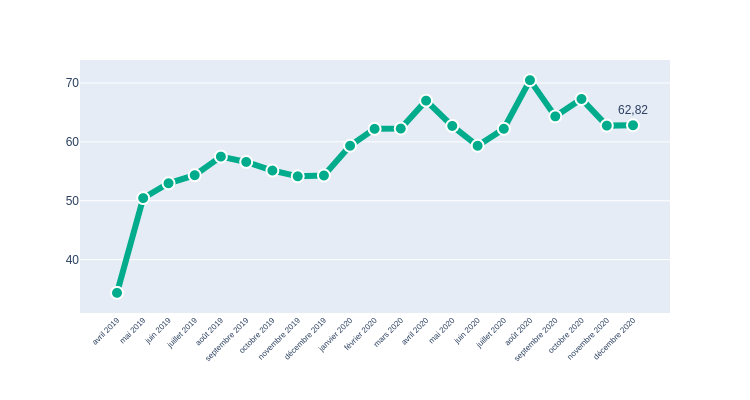 70
60
50
40
62,82
avril 2019
mai 2019
juin 2019
juillet 2019
août 2019
septembre 2019
octobre 2019
novembre 2019
décembre 2019
janvier 2020
février 2020
mars 2020
avril 2020
mai 2020
juin 2020
juillet 2020
août 2020
septembre 2020
octobre 2020
novembre 2020
décembre 2020